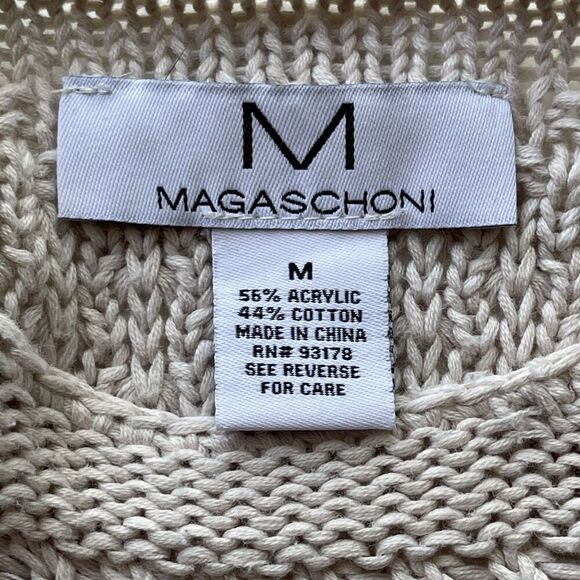 M
MAGASCHONI
M
56% ACRYLIC
44% COTTON
MADE IN CHINA
RN# 93178
SEE REVERSE
FOR CARE